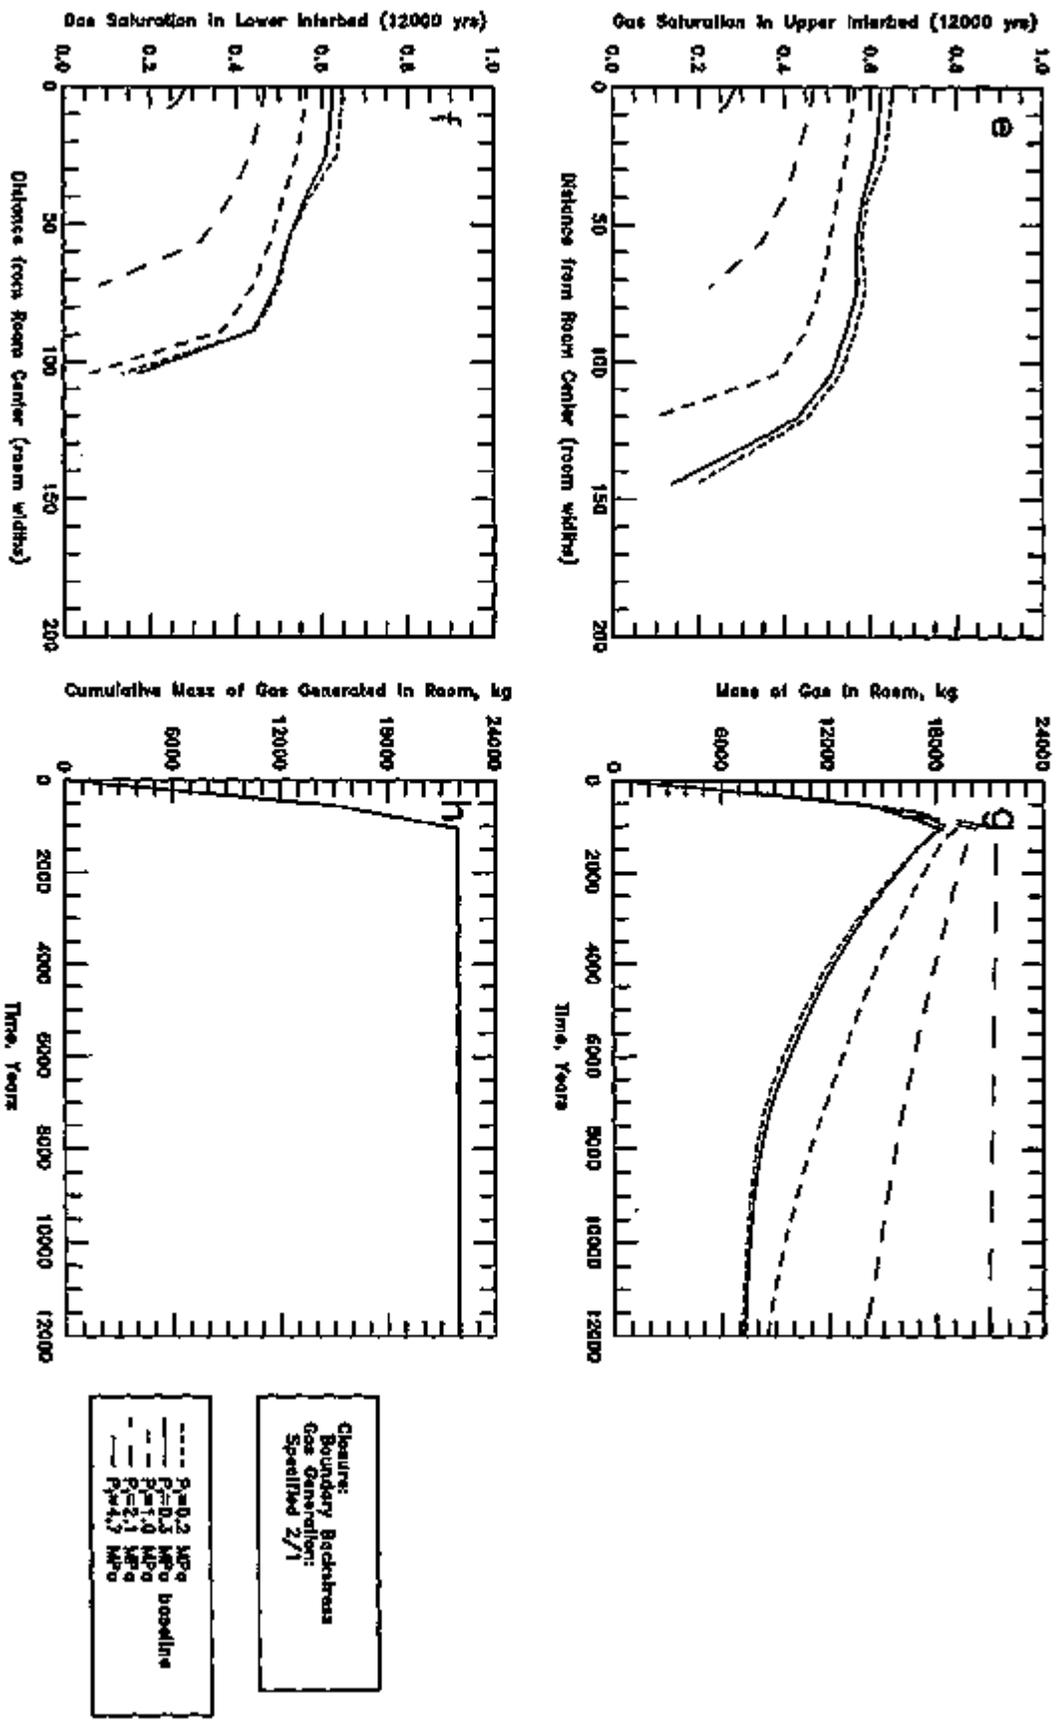 Gas Saturation in Upper Interbed (12000 yrs)
0.0 0.2 0.4 0.6 0.8 1.0
e
0 50 100 150 200
Distance from Room Center (room widths)
Mass of Gas in Room, kg
0 6000 12000 18000 24000
g
0 2000 4000 6000 8000 10000 12000
Time, Years
Gas Saturation in Lower Interbed (12000 yrs)
0.0 0.2 0.4 0.6 0.8 1.0
f
0 50 100 150 200
Distance from Room Center (room widths)
Cumulative Mass of Gas Generated in Room, kg
0 6000 12000 18000 24000
h
0 2000 4000 6000 8000 10000 12000
Time, Years
Closure:
Boundary Backstress
Gas Generation:
Specified 2/1
=0.2 MPa
=0.3 MPa baseline
=1.0 MPa
=2.1 MPa
=4.7 MPa